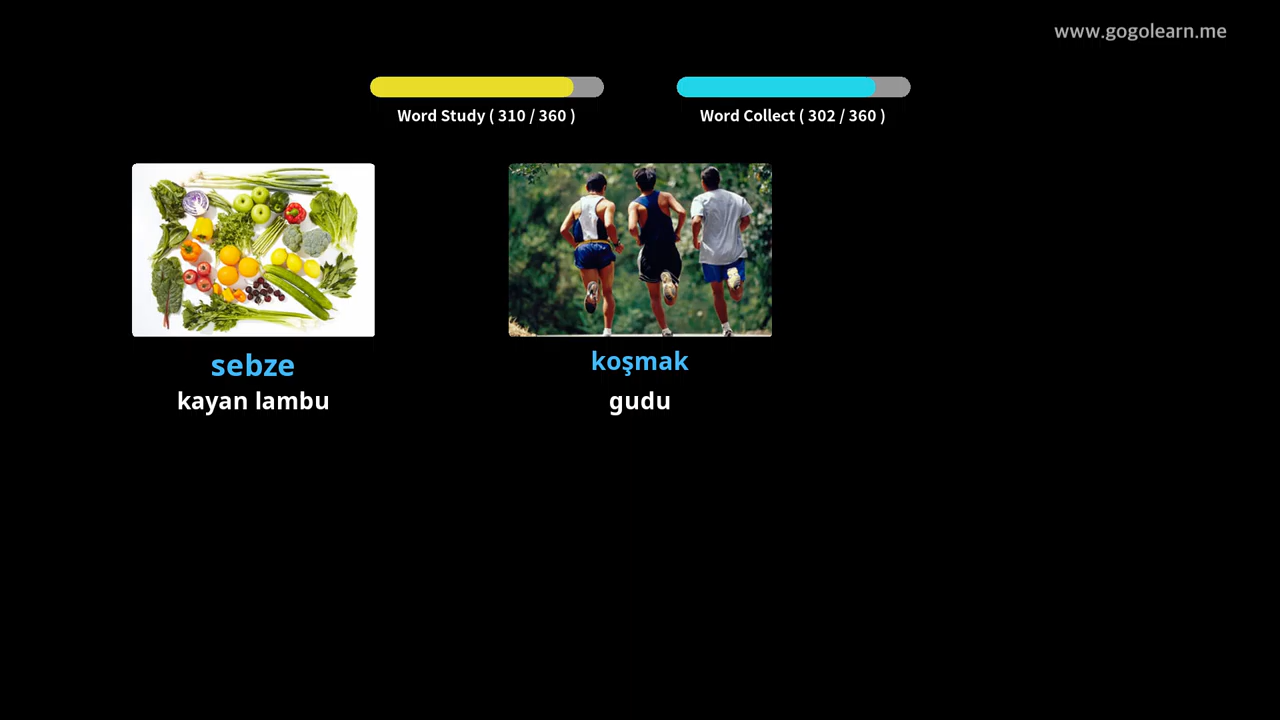 www.gogolearn.me
Word Study ( 310 / 360 )
Word Collect ( 302 / 360 )
sebze
kayan lambu
koşmak
gudu